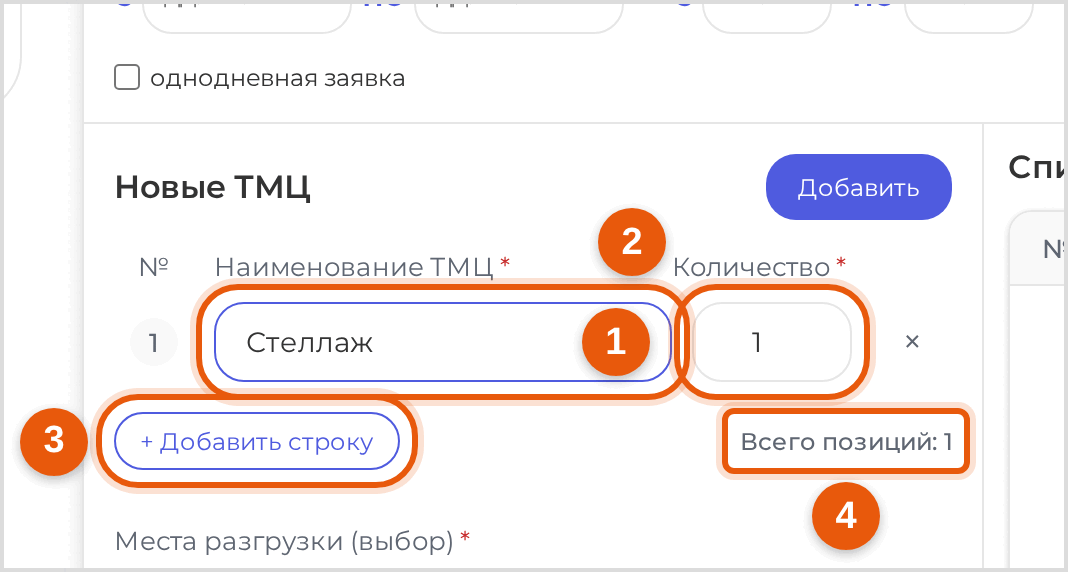 однодневная заявка
Новые ТМЦ
Добавить
№ Наименование ТМЦ * Количество *
2
1 Стеллаж 1 1 ×
3 + Добавить строку Всего позиций: 1
4
Места разгрузки (выбор) *